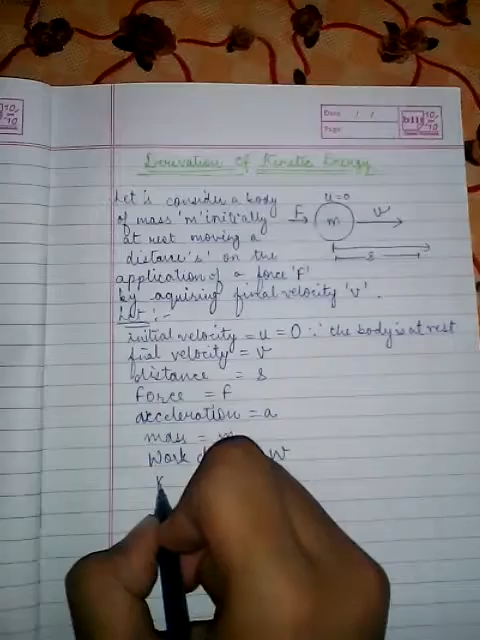 Date / /
Page
bilt
Derivation Of Kinetic Energy
Let is consider a body
of mass 'm' initially
at rest moving a
distance 's' on the
application of a force 'F'
by aquiring final velocity 'v'.
u=0
F
m
v
s
Let :-
initial velocity = u = 0 ∵ the body is at rest
final velocity = v
distance = s
force = F
acceleration = a
mass = m
Work W
K